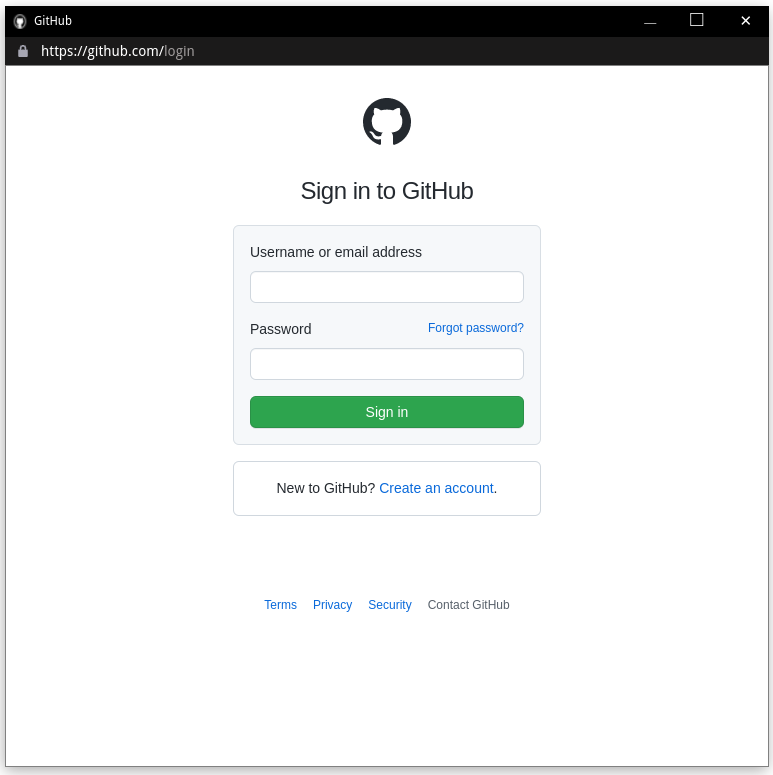 GitHub
https://github.com/login
Sign in to GitHub
Username or email address
Password Forgot password?
Sign in
New to GitHub? Create an account.
Terms Privacy Security Contact GitHub